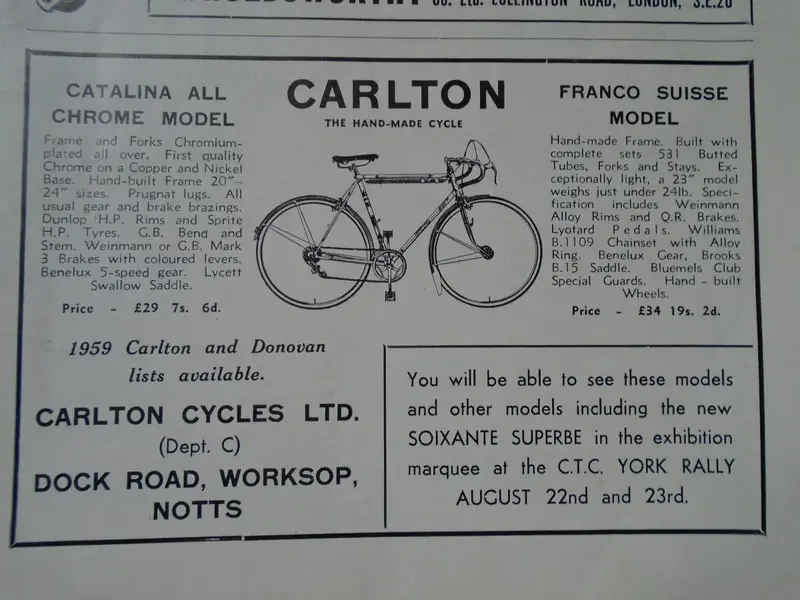 CO. LTD. LULLINGTON ROAD, LONDON, S.E.20
CARLTON
THE HAND-MADE CYCLE
CATALINA ALL
CHROME MODEL
Frame and Forks Chromium-
plated all over. First quality
Chrome on a Copper and Nickel
Base. Hand-built Frame 20"–
24" sizes. Prugnat lugs. All
usual gear and brake brazings.
Dunlop H.P. Rims and Sprite
H.P. Tyres. G.B. Bend and
Stem. Weinmann or G.B. Mark
3 Brakes with coloured levers.
Benelux 5-speed gear. Lycett
Swallow Saddle.
Price - £29 7s. 6d.
FRANCO SUISSE
MODEL
Hand-made Frame. Built with
complete sets 531 Butted
Tubes, Forks and Stays. Ex-
ceptionally light, a 23" model
weighs just under 24lb. Speci-
fication includes Weinmann
Alloy Rims and Q.R. Brakes.
Lyotard Pedals. Williams
B.1109 Chainset with Alloy
Ring. Benelux Gear, Brooks
B.15 Saddle. Bluemels Club
Special Guards. Hand - built
Wheels.
Price - £34 19s. 2d.
1959 Carlton and Donovan
lists available.
CARLTON CYCLES LTD.
(Dept. C)
DOCK ROAD, WORKSOP,
NOTTS
You will be able to see these models
and other models including the new
SOIXANTE SUPERBE in the exhibition
marquee at the C.T.C. YORK RALLY
AUGUST 22nd and 23rd.